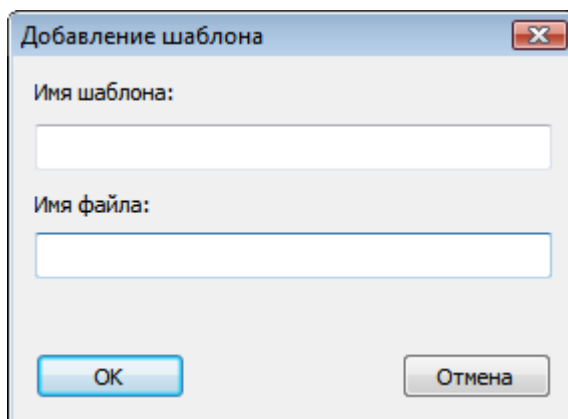 Добавление шаблона
Имя шаблона:
Имя файла:
OK
Отмена